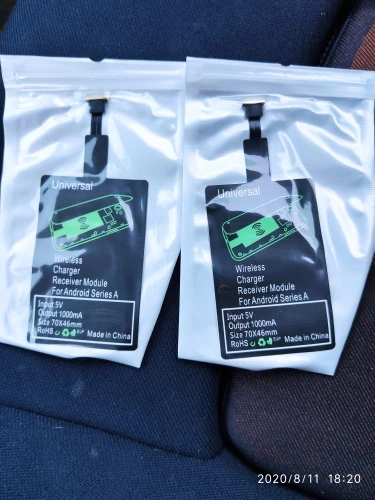 Universal
Wireless
Charger
Receiver Module
For Android Series A
Input 5V
Output 1000mA
Size 70X46mm
RoHS Made in China
Universal
Wireless
Charger
Receiver Module
For Android Series A
Input 5V
Output 1000mA
Size 70X46mm
RoHS Made in China
2020/8/11 18:20